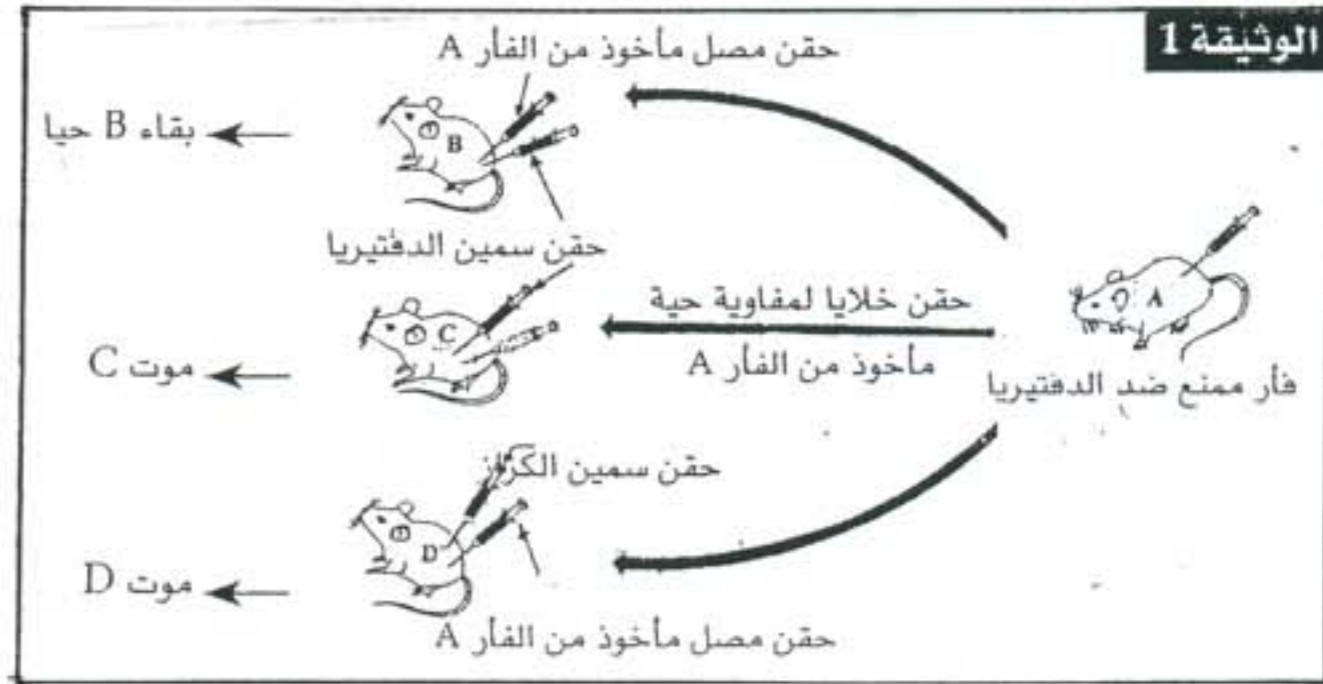 الوثيقة 1
حقن مصل مأخوذ من الفأر A
B
بقاء B حيا
حقن سمين الدفتيريا
A
فأر ممنع ضد الدفتيريا
حقن خلايا لمفاوية حية
مأخوذ من الفأر A
C
موت C
حقن سمين الكزاز
D
موت D
حقن مصل مأخوذ من الفأر A